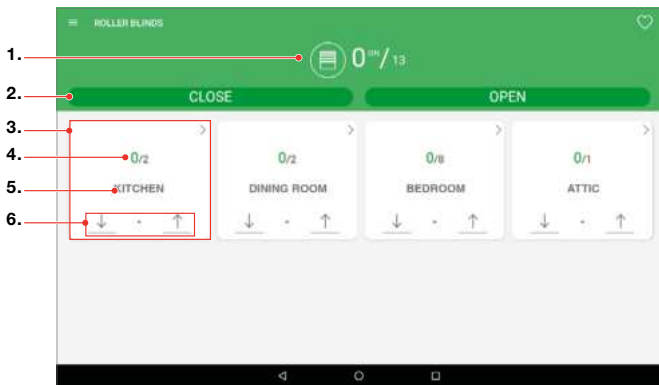 ROLLER BLINDS
1.
0 ON/ 13
2.
CLOSE OPEN
3.
4.
0/2 0/2 0/8 0/1
5.
KITCHEN DINING ROOM BEDROOM ATTIC
6.